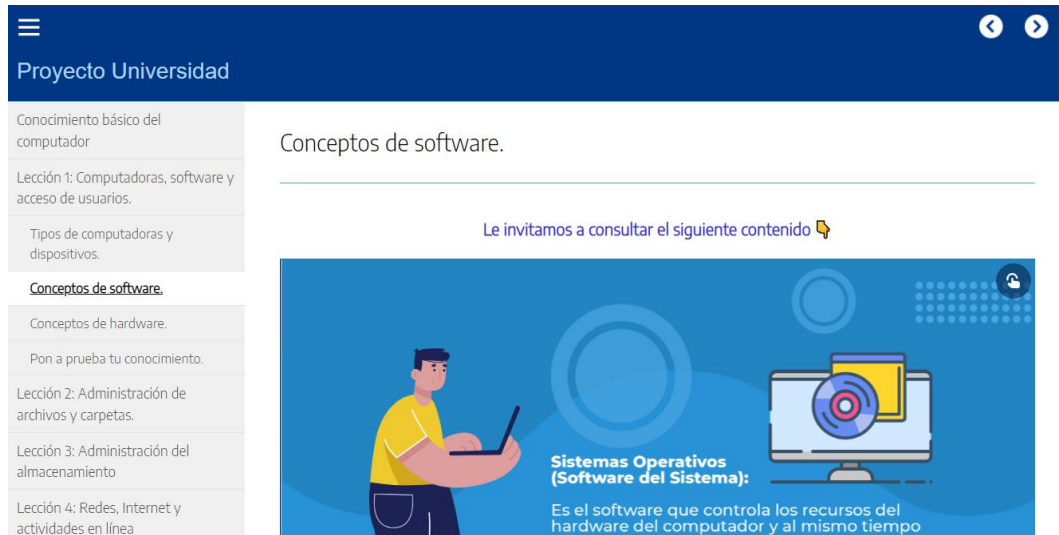 Proyecto Universidad
Conocimiento básico del
computador
Lección 1: Computadoras, software y
acceso de usuarios.
Tipos de computadoras y
dispositivos.
Conceptos de software.
Conceptos de hardware.
Pon a prueba tu conocimiento.
Lección 2: Administración de
archivos y carpetas.
Lección 3: Administración del
almacenamiento
Lección 4: Redes, Internet y
actividades en línea
Conceptos de software.
Le invitamos a consultar el siguiente contenido
Sistemas Operativos
(Software del Sistema):
Es el software que controla los recursos del
hardware del computador y al mismo tiempo